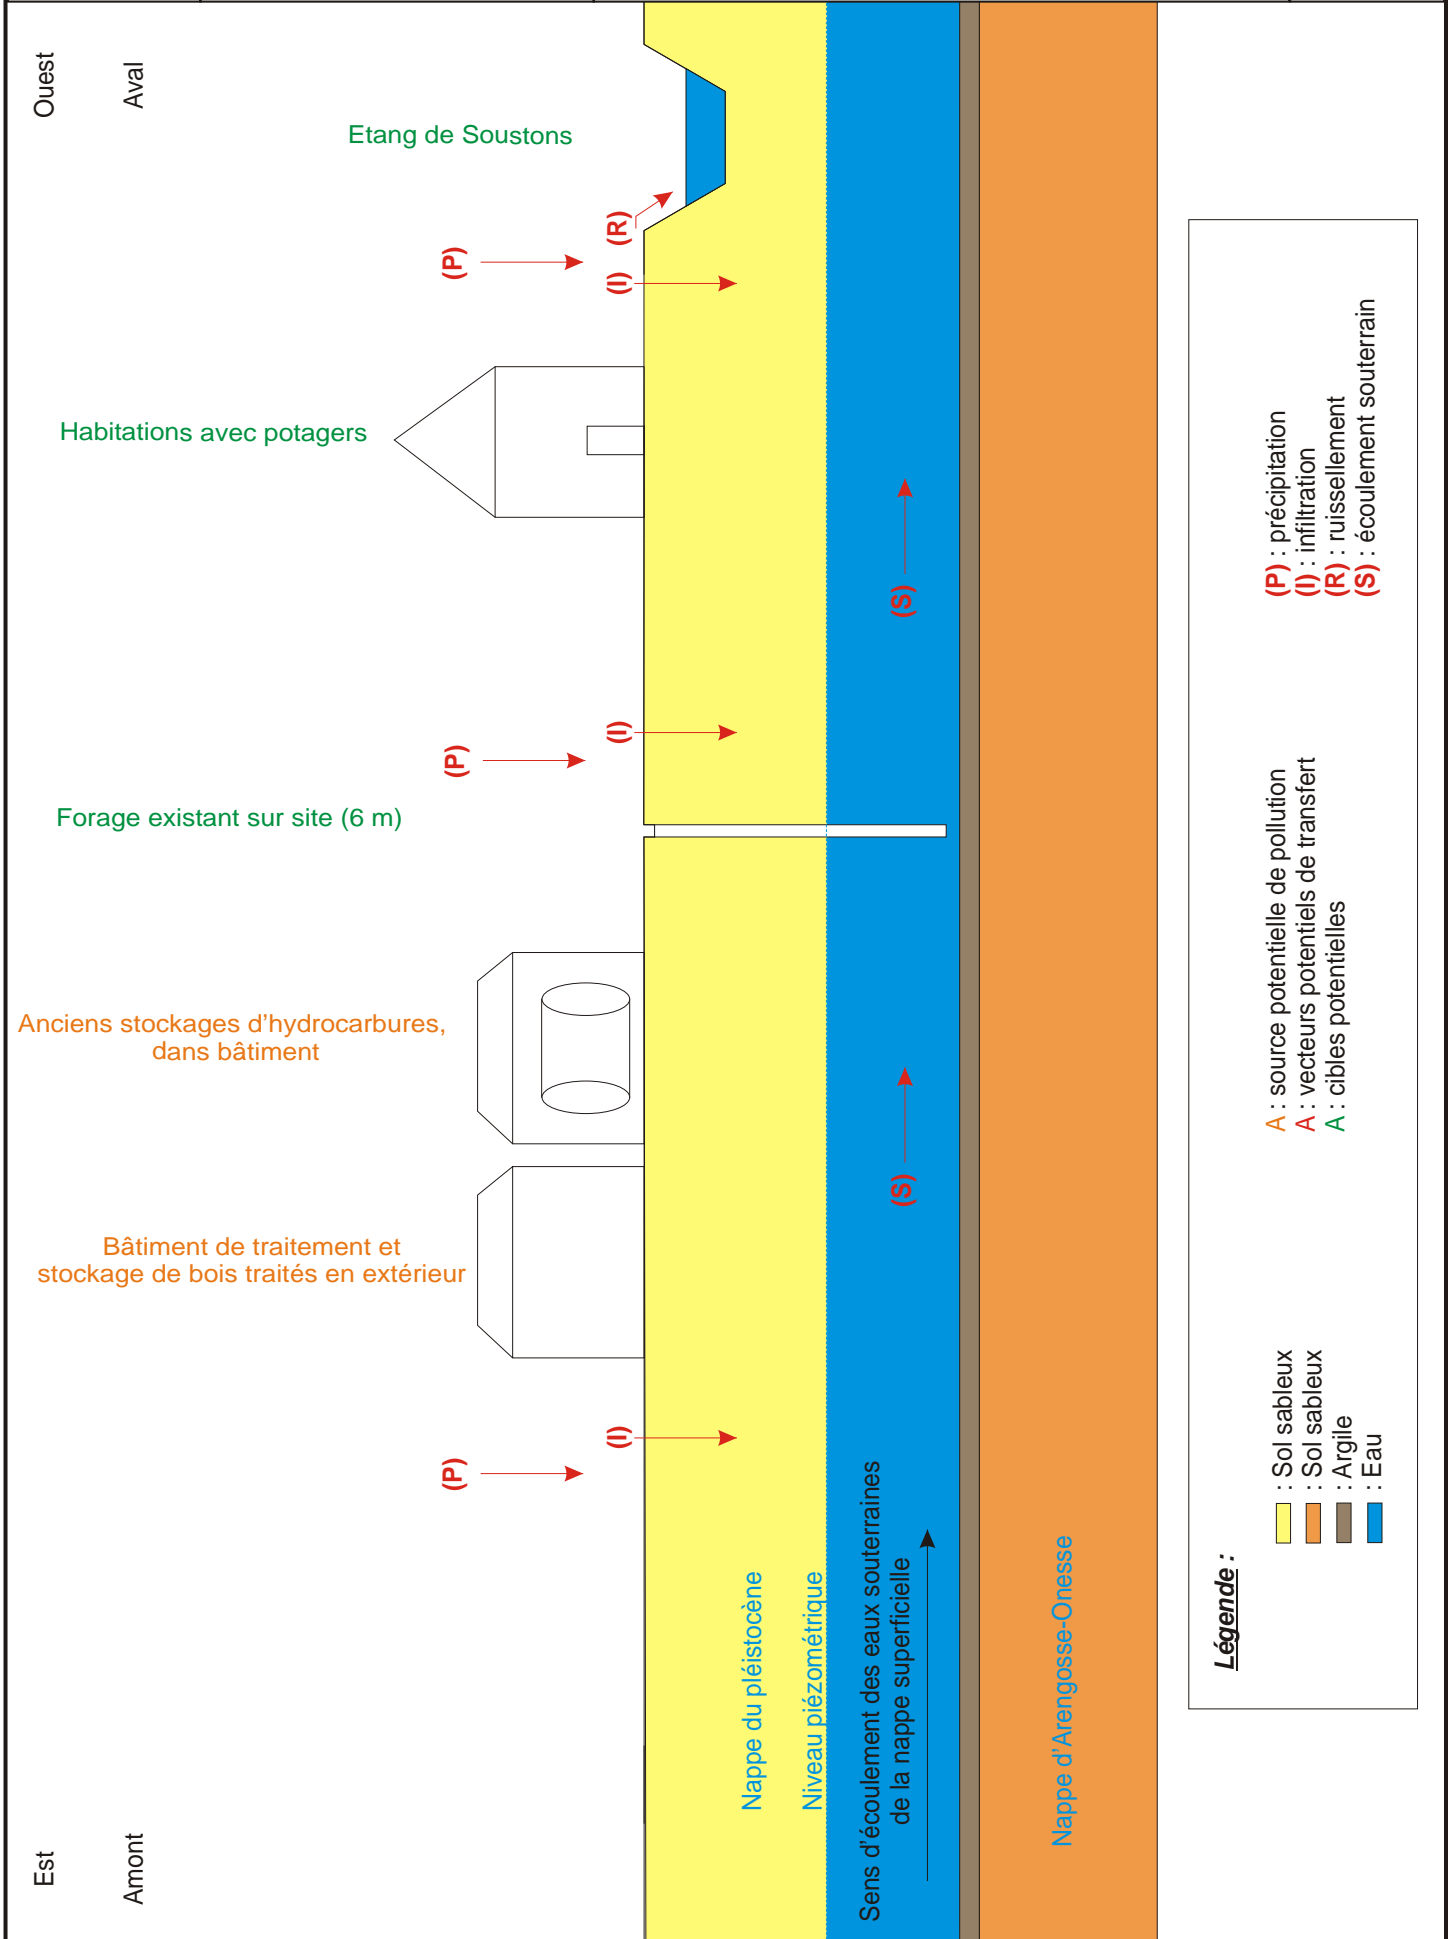 Est
Ouest
Amont
Aval
Bâtiment de traitement et
stockage de bois traités en extérieur
Anciens stockages d'hydrocarbures,
dans bâtiment
Forage existant sur site (6 m)
Habitations avec potagers
Etang de Soustons
(P)
(P)
(P)
(I)
(I)
(I)
(R)
Nappe du pléistocène
Niveau piézométrique
Sens d'écoulement des eaux souterraines
de la nappe superficielle
(S)
(S)
Nappe d'Arengosse-Onesse
Légende :
: Sol sableux
: Sol sableux
: Argile
: Eau
A : source potentielle de pollution
A : vecteurs potentiels de transfert
A : cibles potentielles
(P) : précipitation
(I) : infiltration
(R) : ruissellement
(S) : écoulement souterrain